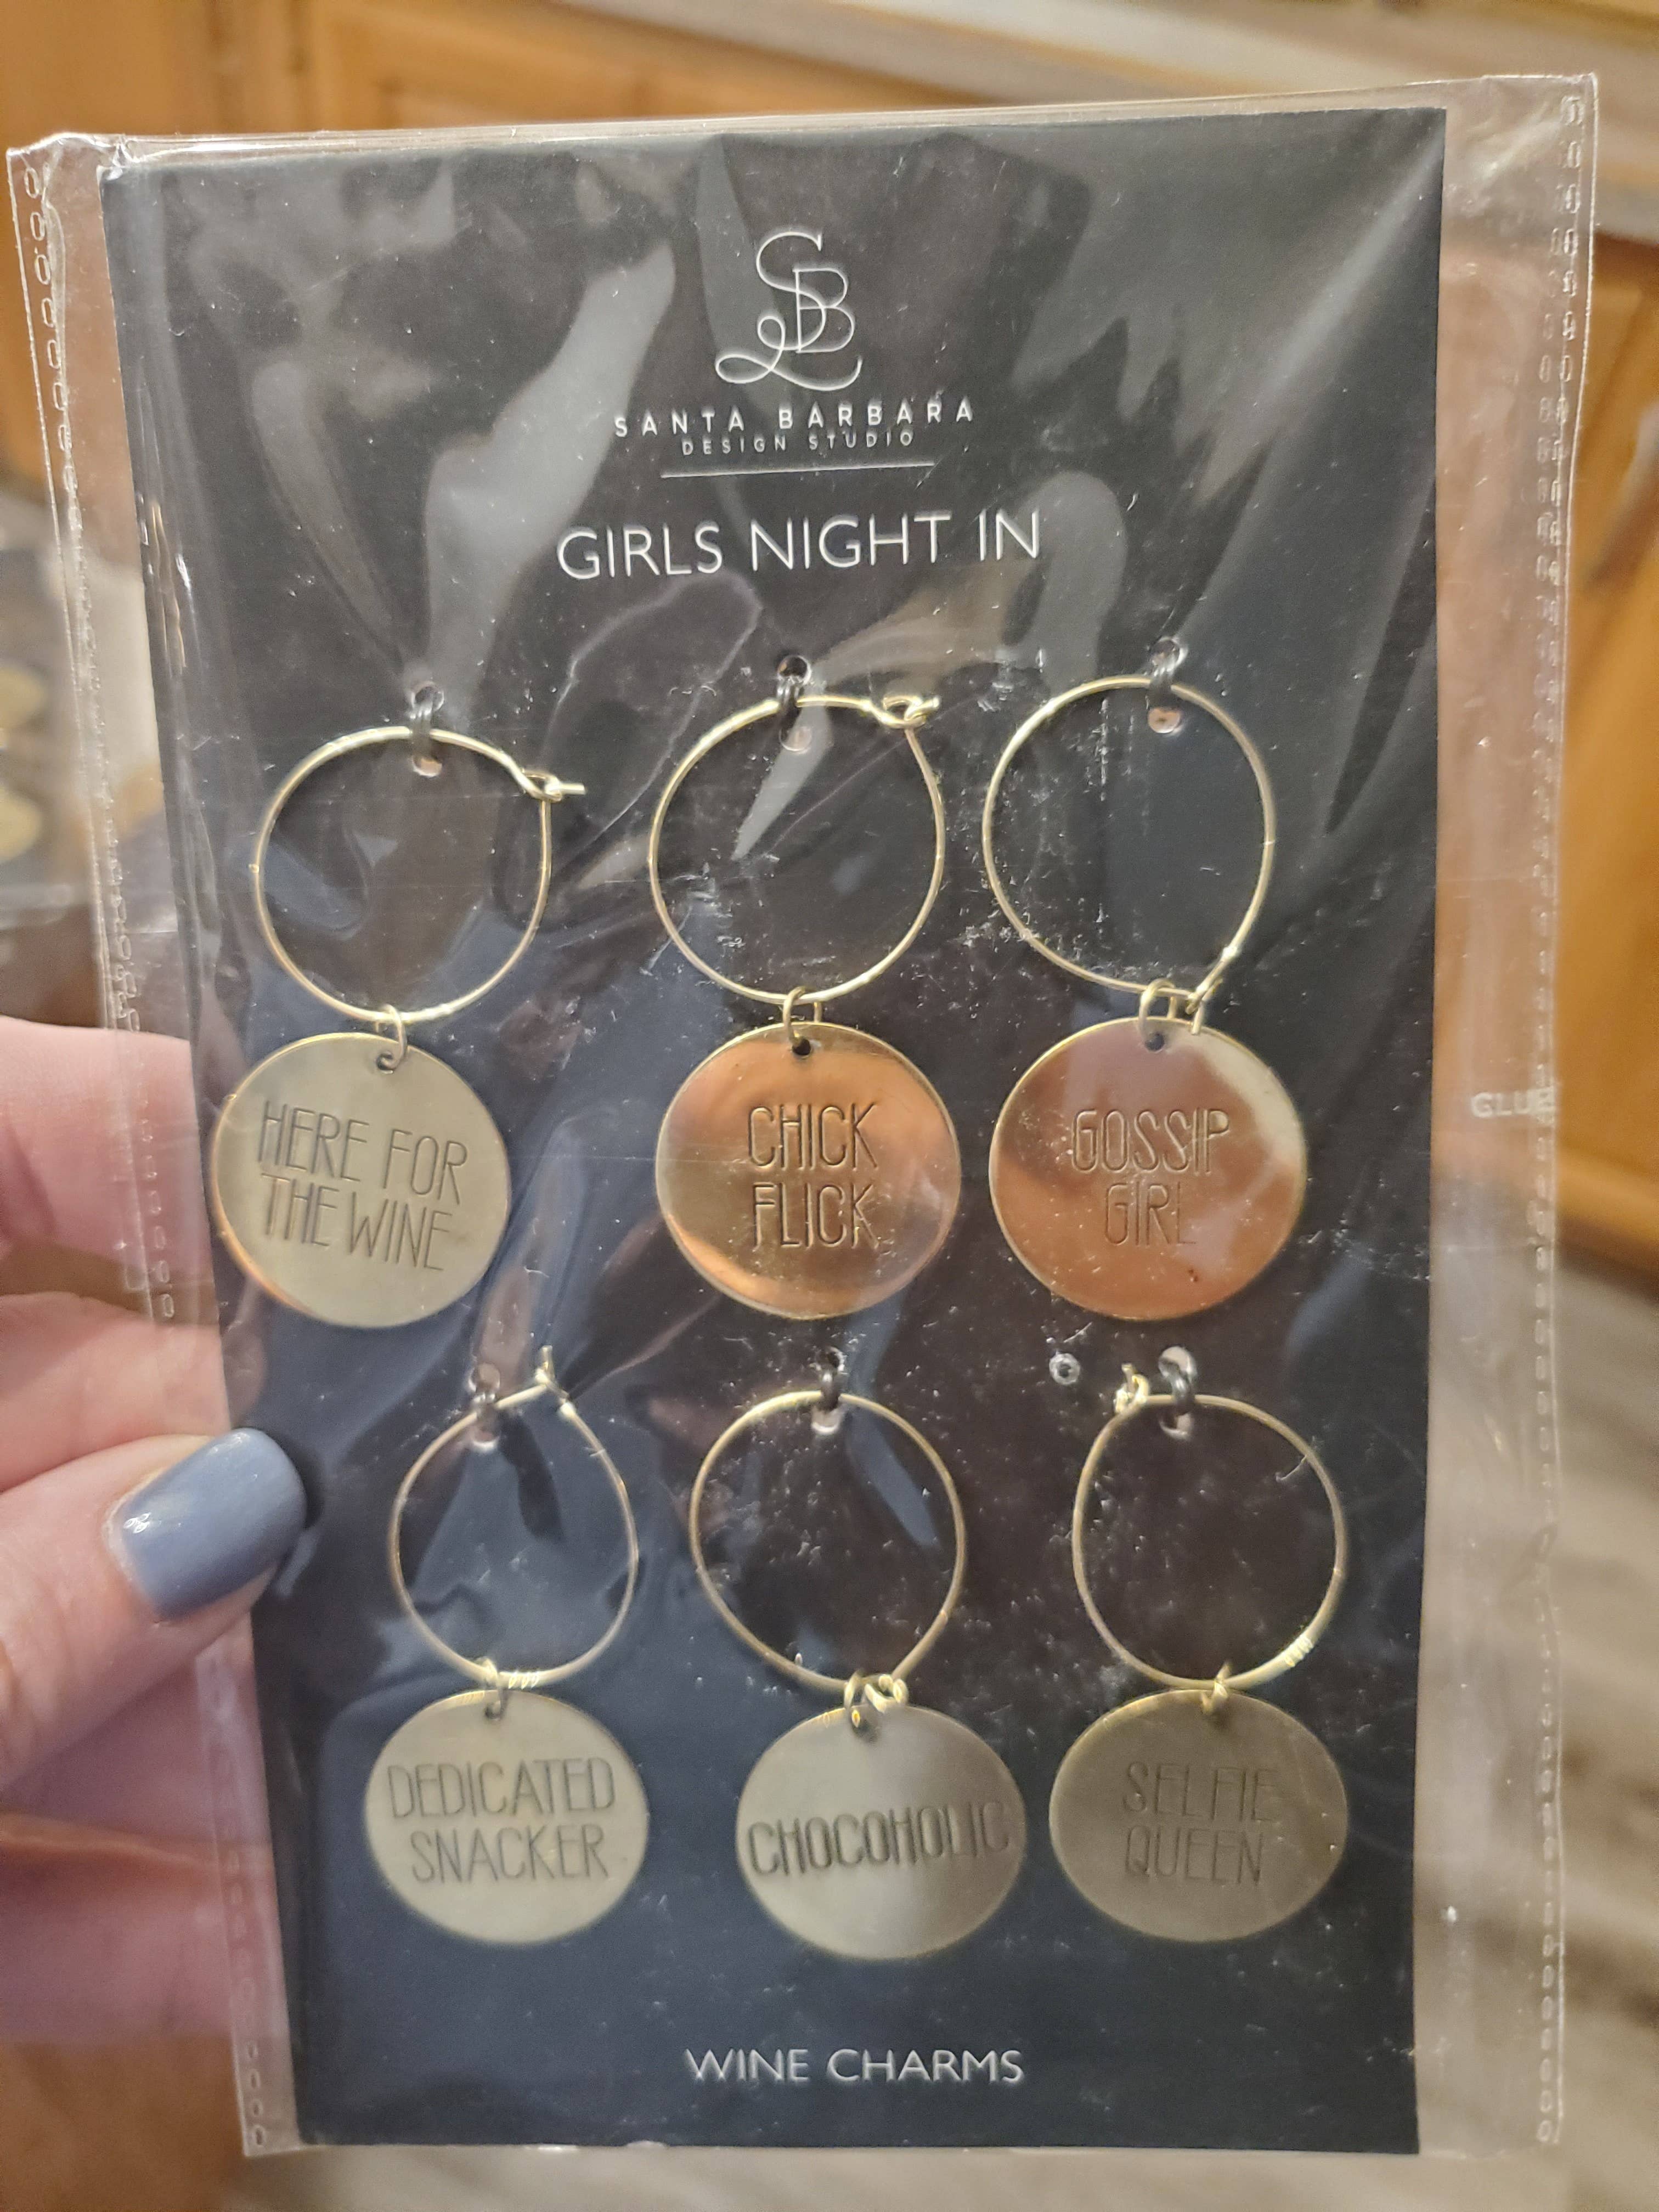 SB
SANTA BARBARA
DESIGN STUDIO
GIRLS NIGHT IN
HERE FOR
THE WINE
CHICK
FLICK
GOSSIP
GIRL
GLUE
DEDICATED
SNACKER
CHOCOHOLIC
SELFIE
QUEEN
WINE CHARMS